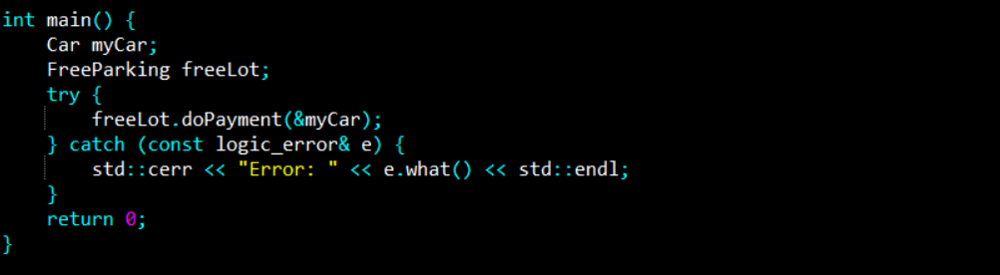 int main() {
    Car myCar;
    FreeParking freeLot;
    try {
        freeLot.doPayment(&myCar);
    } catch (const logic_error& e) {
        std::cerr << "Error: " << e.what() << std::endl;
    }
    return 0;
}